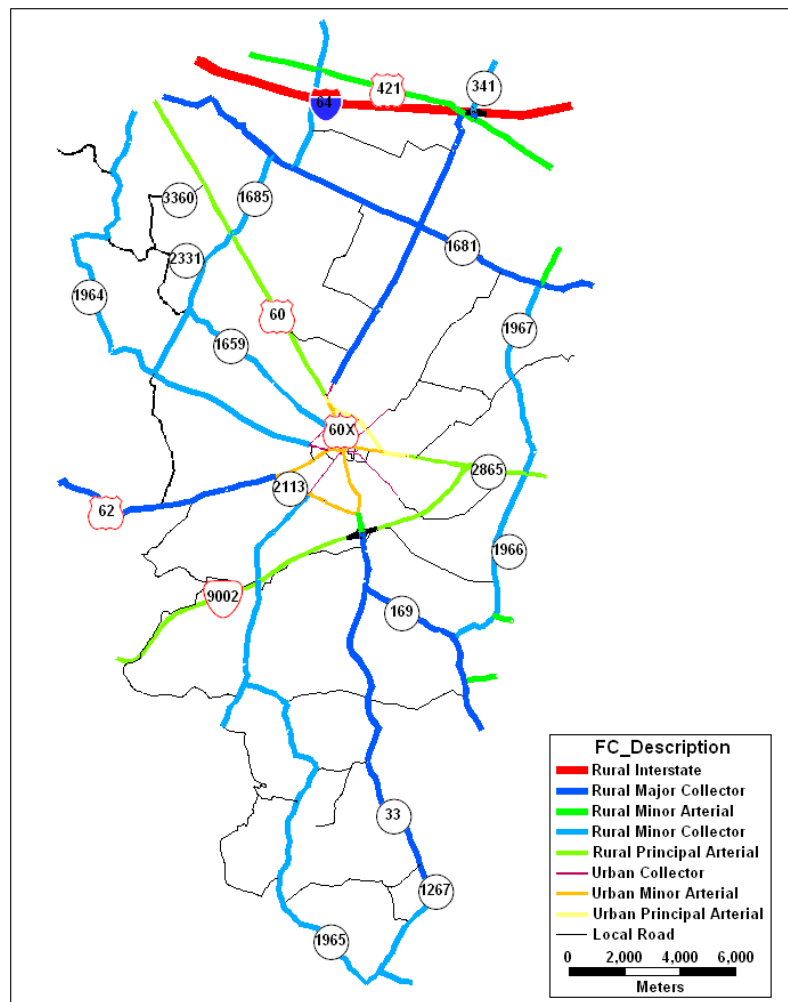 341
421
64
3360
1685
1681
2331
1964
60
1967
1659
60X
2865
2113
62
1966
9002
169
33
1267
1965
FC_Description
Rural Interstate
Rural Major Collector
Rural Minor Arterial
Rural Minor Collector
Rural Principal Arterial
Urban Collector
Urban Minor Arterial
Urban Principal Arterial
Local Road
0 2,000 4,000 6,000
Meters